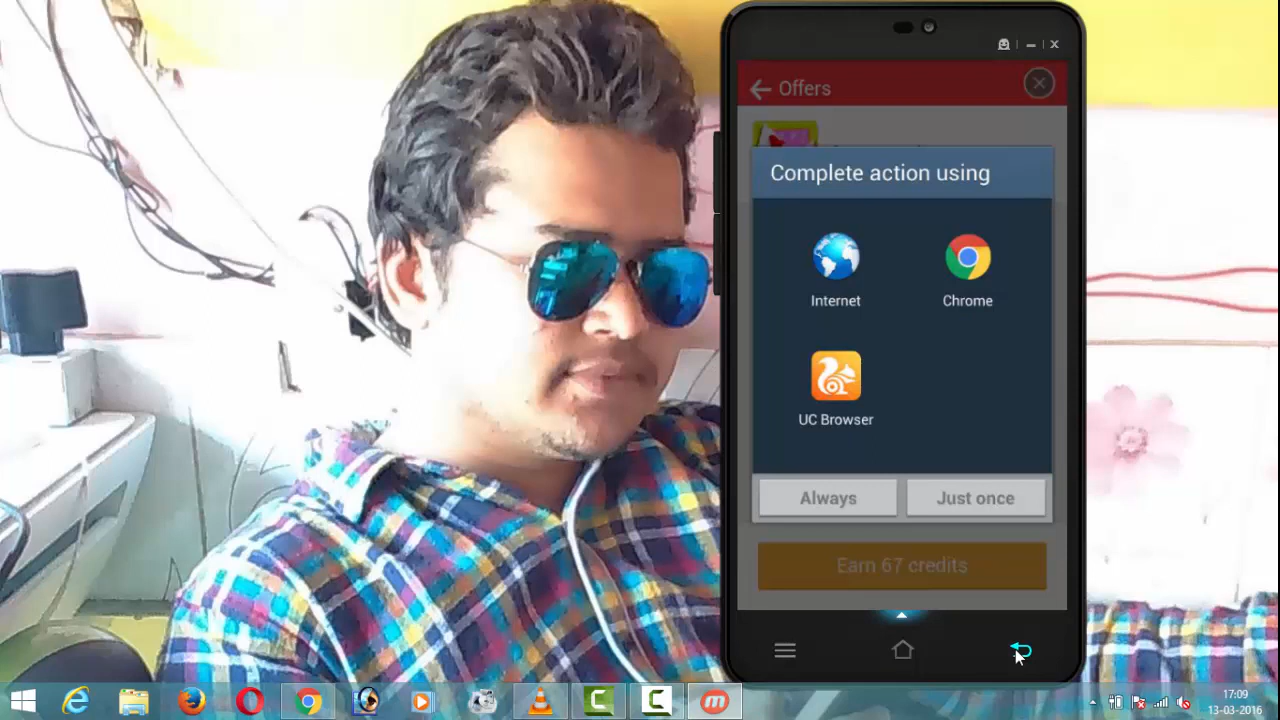 Offers
Complete action using
Internet
Chrome
UC Browser
Always
Just once
Earn 67 credits
17:09
13-03-2016